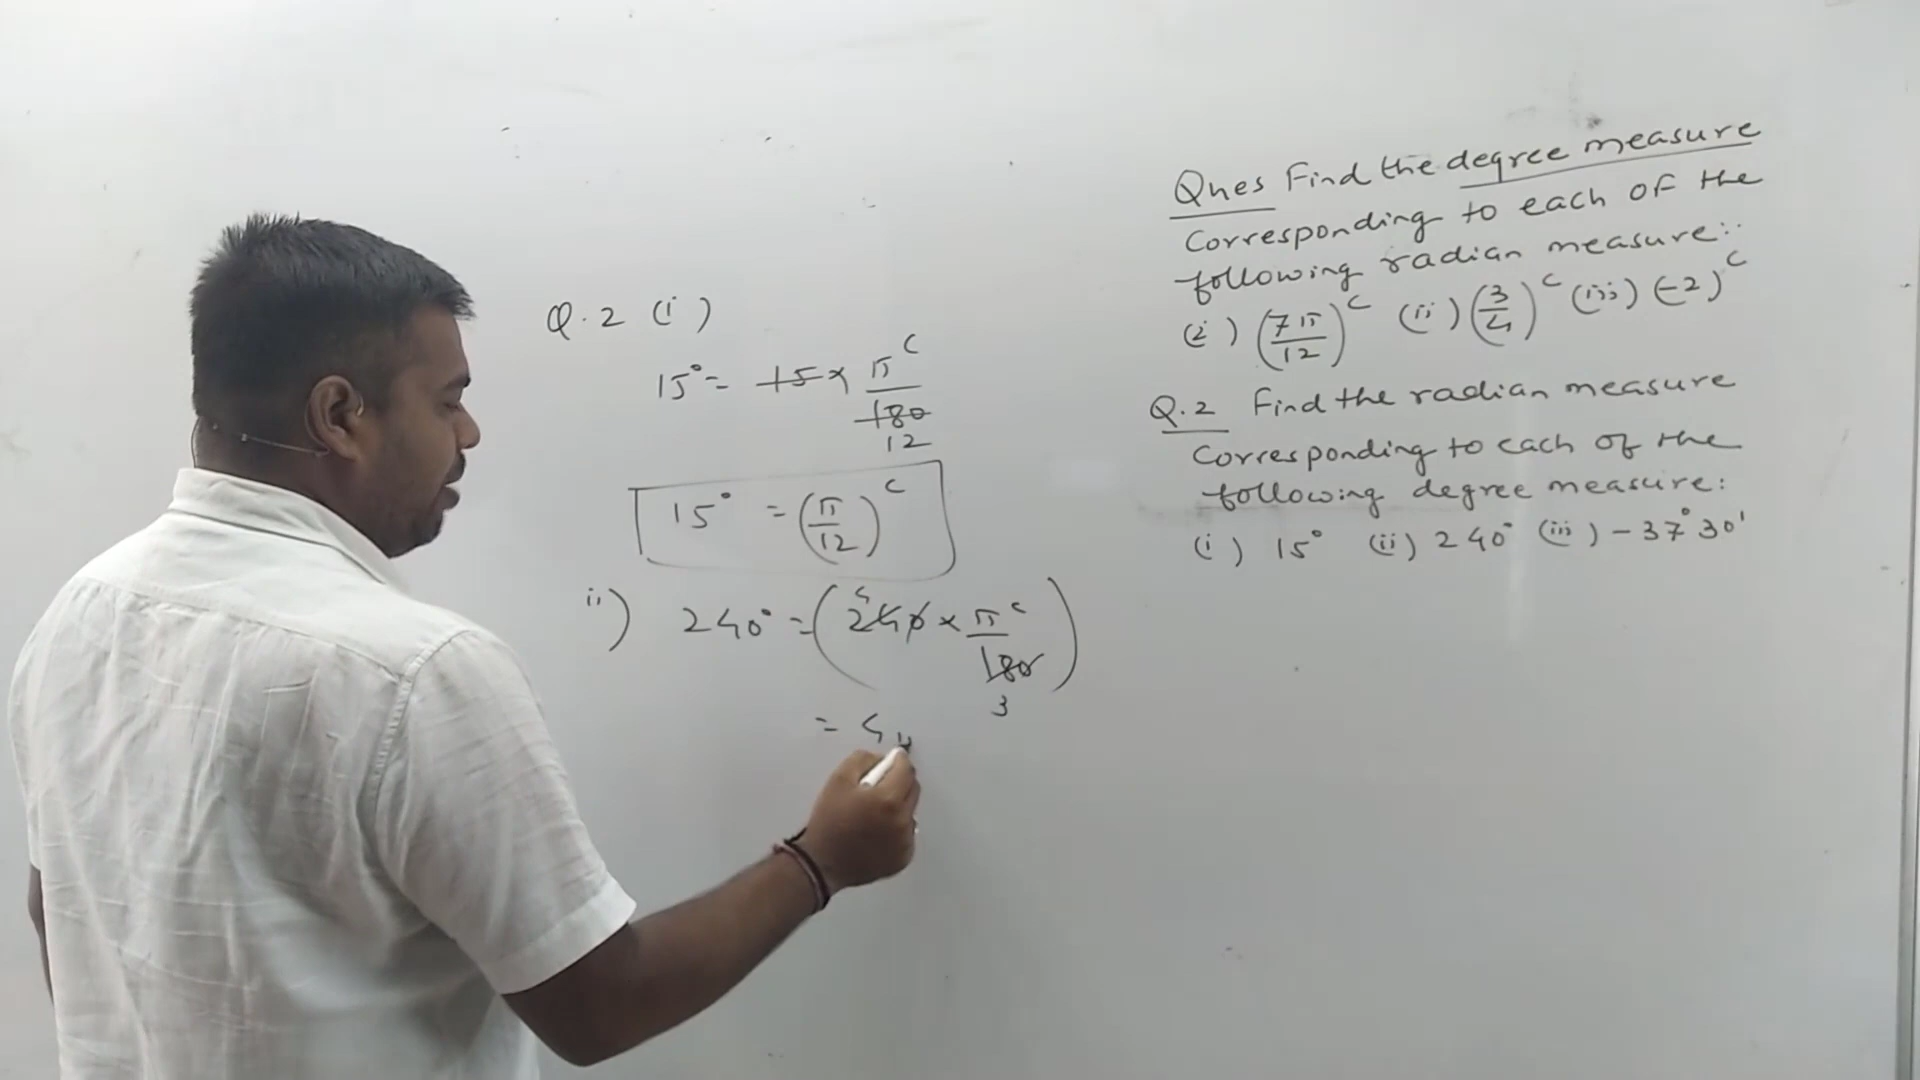 Q.2 (i)
15° = 15 × π^c
180
12
15° = (π/12)^c
ii) 240° = (240 × π^c/180)
4
3
= 4
Ques Find the degree measure
Corresponding to each of the
following radian measure:.
(i) (7π/12)^c (ii) (3/4)^c (iii) (-2)^c
Q.2 Find the radian measure
Corresponding to each of the
following degree measure:
(i) 15° (ii) 240° (iii) -37°30'